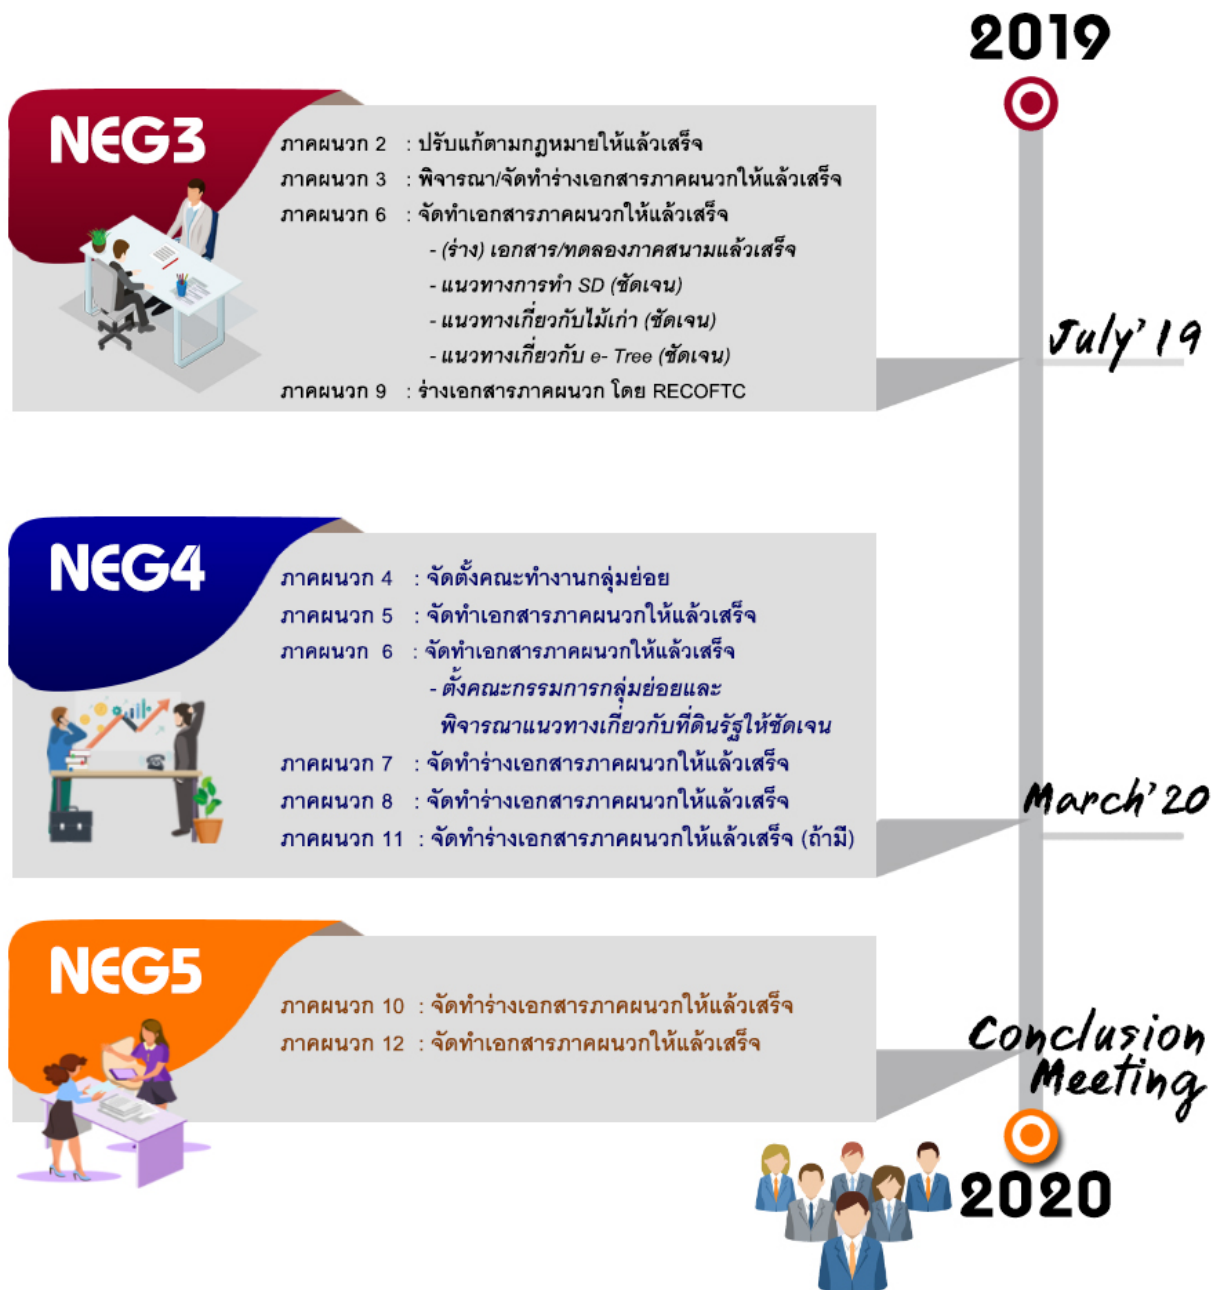 2019
NEG3
ภาคผนวก 2 : ปรับแก้ตามกฎหมายให้แล้วเสร็จ
ภาคผนวก 3 : พิจารณา/จัดทำร่างเอกสารภาคผนวกให้แล้วเสร็จ
ภาคผนวก 6 : จัดทำเอกสารภาคผนวกให้แล้วเสร็จ
- (ร่าง) เอกสาร/ทดลองภาคสนามแล้วเสร็จ
- แนวทางการทำ SD (ชัดเจน)
- แนวทางเกี่ยวกับไม้เก่า (ชัดเจน)
- แนวทางเกี่ยวกับ e- Tree (ชัดเจน)
ภาคผนวก 9 : ร่างเอกสารภาคผนวก โดย RECOFTC
July'19
NEG4
ภาคผนวก 4 : จัดตั้งคณะทำงานกลุ่มย่อย
ภาคผนวก 5 : จัดทำเอกสารภาคผนวกให้แล้วเสร็จ
ภาคผนวก 6 : จัดทำเอกสารภาคผนวกให้แล้วเสร็จ
- ตั้งคณะกรรมการกลุ่มย่อยและ
พิจารณาแนวทางเกี่ยวกับที่ดินรัฐให้ชัดเจน
ภาคผนวก 7 : จัดทำร่างเอกสารภาคผนวกให้แล้วเสร็จ
ภาคผนวก 8 : จัดทำร่างเอกสารภาคผนวกให้แล้วเสร็จ
ภาคผนวก 11 : จัดทำร่างเอกสารภาคผนวกให้แล้วเสร็จ (ถ้ามี)
March'20
NEG5
ภาคผนวก 10 : จัดทำร่างเอกสารภาคผนวกให้แล้วเสร็จ
ภาคผนวก 12 : จัดทำเอกสารภาคผนวกให้แล้วเสร็จ
Conclusion
Meeting
2020